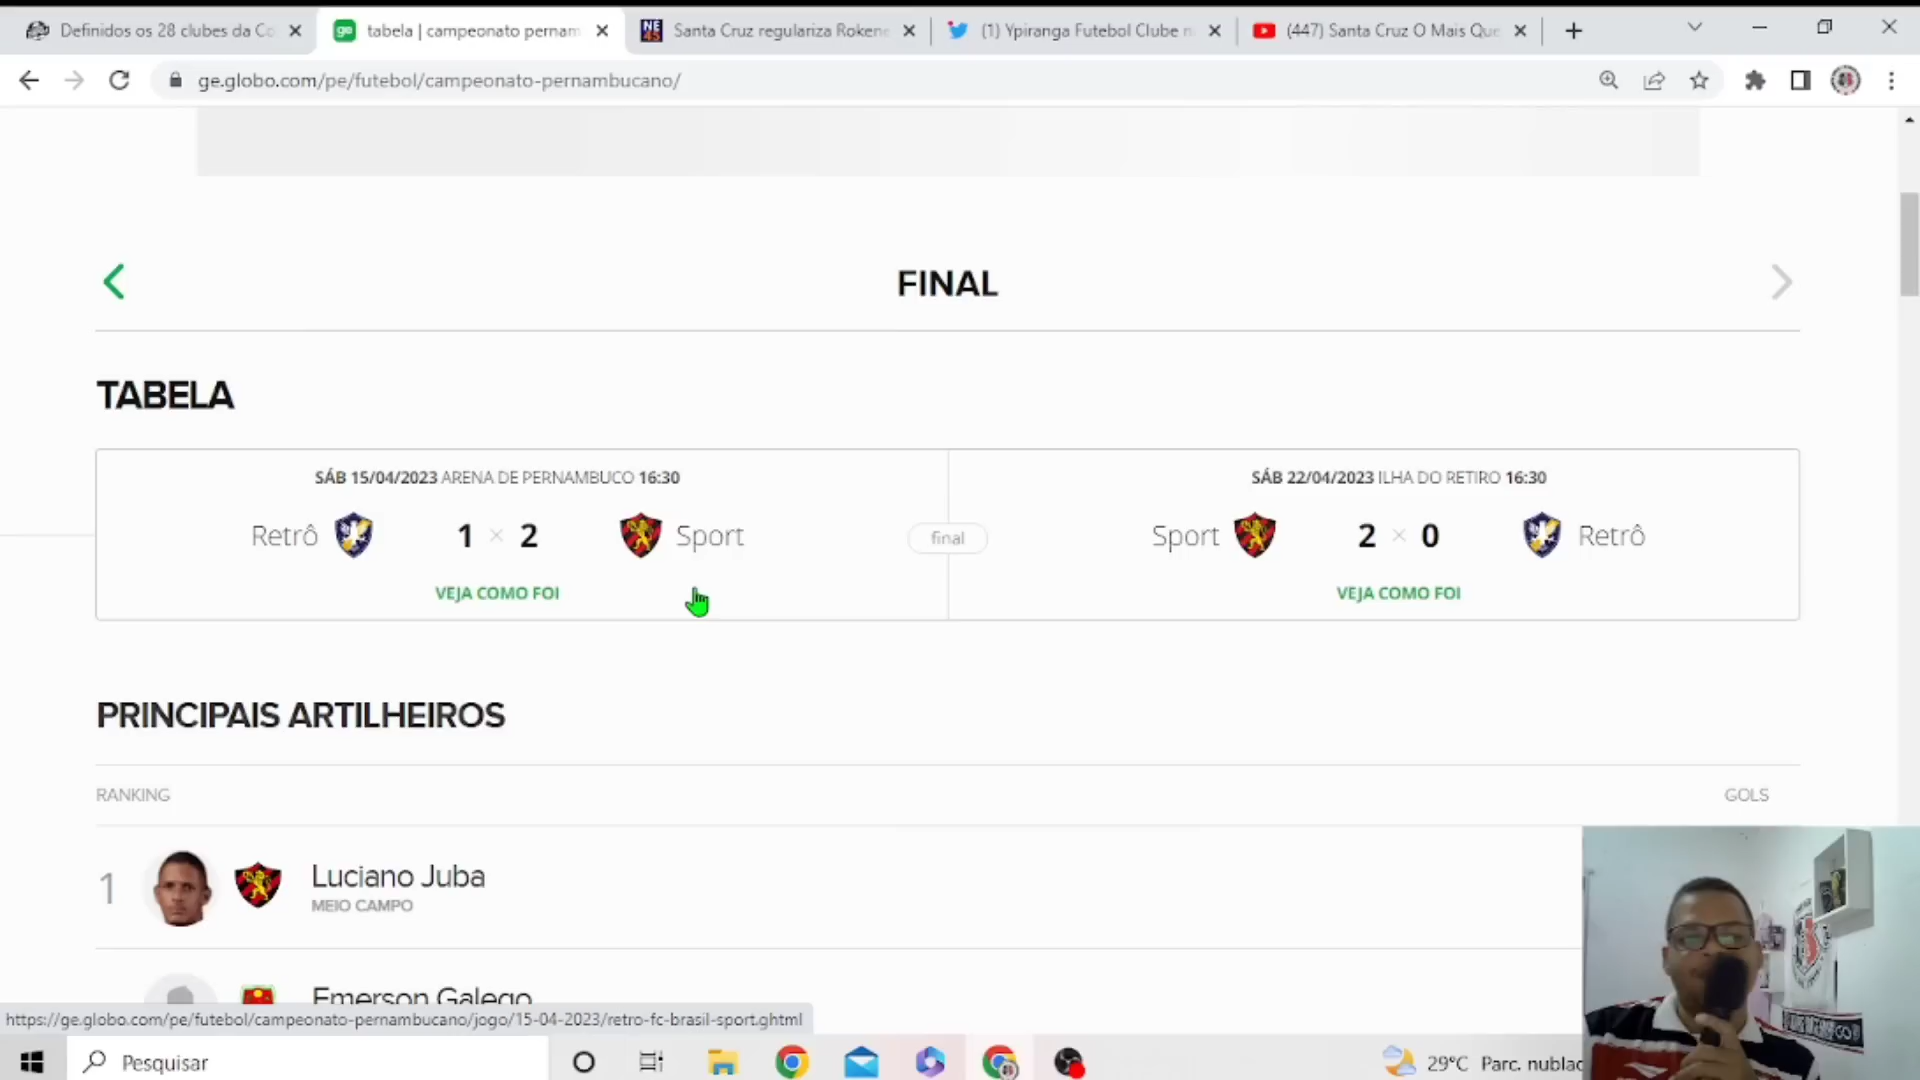 Definidos os 28 clubes da Co
tabela | campeonato pernam
NE45 Santa Cruz regulariza Rokene
(1) Ypiranga Futebol Clube n
(447) Santa Cruz O Mais Que
ge.globo.com/pe/futebol/campeonato-pernambucano/
FINAL
TABELA
SÁB 15/04/2023 ARENA DE PERNAMBUCO 16:30
Retrô 1 × 2 Sport
VEJA COMO FOI
final
SÁB 22/04/2023 ILHA DO RETIRO 16:30
Sport 2 × 0 Retrô
VEJA COMO FOI
PRINCIPAIS ARTILHEIROS
RANKING GOLS
1 Luciano Juba
MEIO CAMPO
Emerson Galego
https://ge.globo.com/pe/futebol/campeonato-pernambucano/jogo/15-04-2023/retro-fc-brasil-sport.ghtml
Pesquisar
29°C Parc. nublad